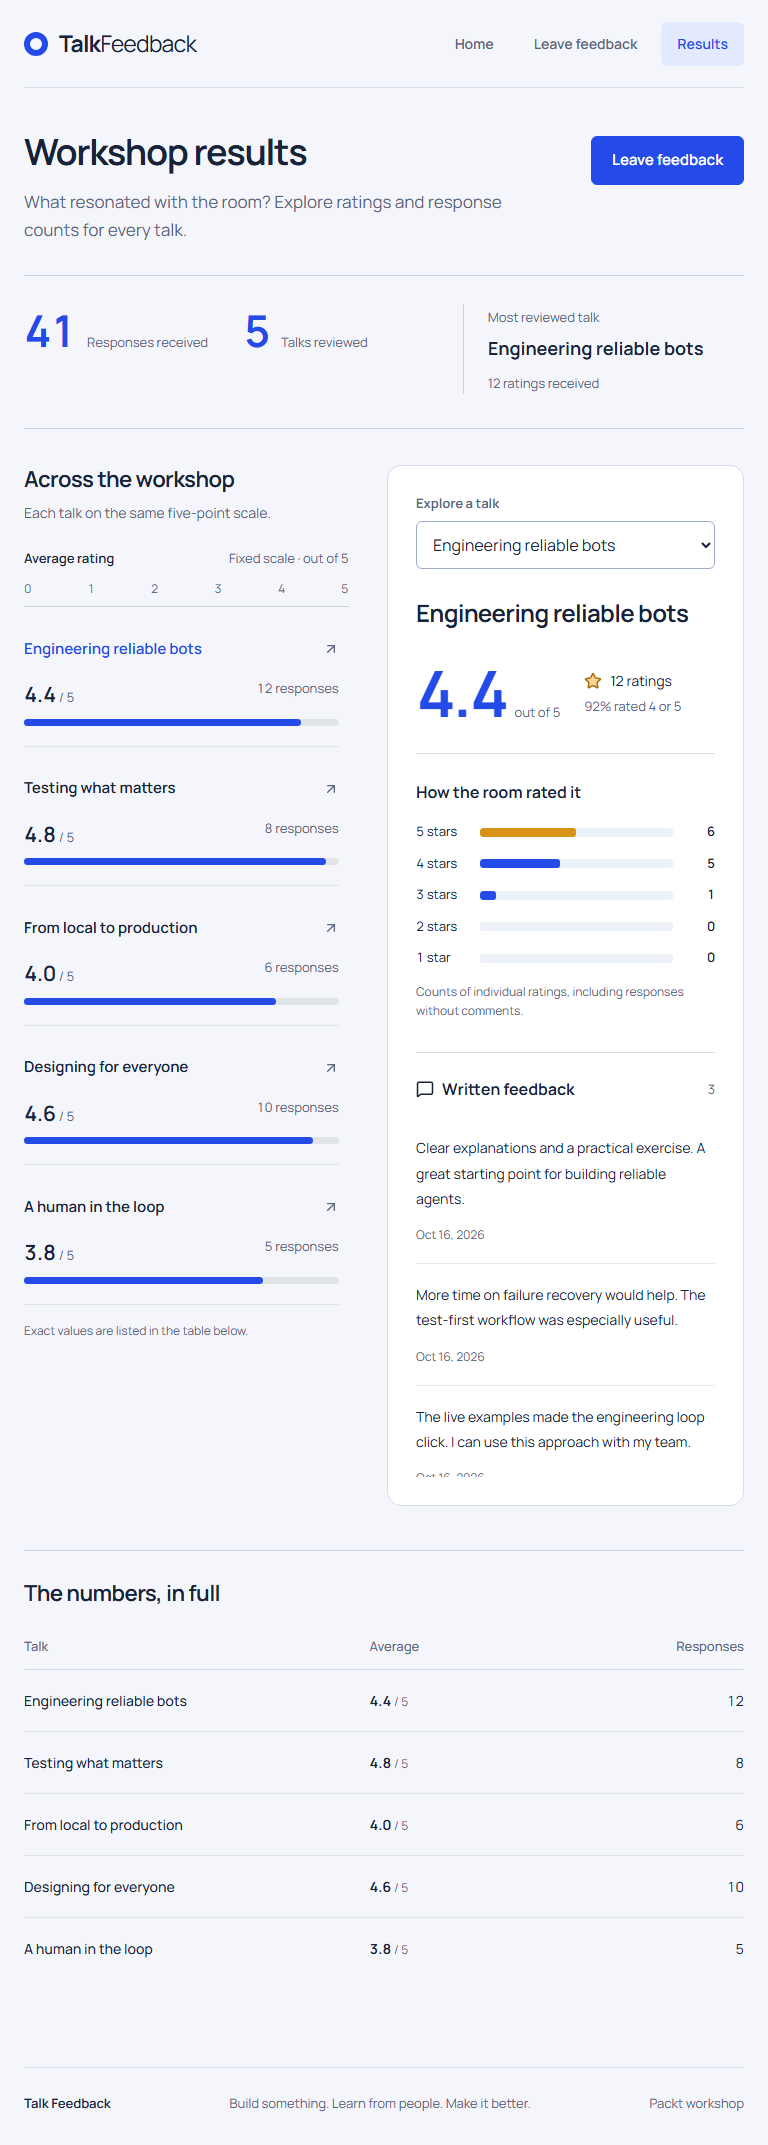 TalkFeedback
Home
Leave feedback
Results
Workshop results
Leave feedback
What resonated with the room? Explore ratings and response
counts for every talk.
41 Responses received
5 Talks reviewed
Most reviewed talk
Engineering reliable bots
12 ratings received
Across the workshop
Each talk on the same five-point scale.
Average rating
Fixed scale · out of 5
0 1 2 3 4 5
Engineering reliable bots
4.4 / 5
12 responses
Testing what matters
4.8 / 5
8 responses
From local to production
4.0 / 5
6 responses
Designing for everyone
4.6 / 5
10 responses
A human in the loop
3.8 / 5
5 responses
Exact values are listed in the table below.
Explore a talk
Engineering reliable bots
Engineering reliable bots
4.4 out of 5
12 ratings
92% rated 4 or 5
How the room rated it
5 stars 6
4 stars 5
3 stars 1
2 stars 0
1 star 0
Counts of individual ratings, including responses
without comments.
Written feedback 3
Clear explanations and a practical exercise. A
great starting point for building reliable
agents.
Oct 16, 2026
More time on failure recovery would help. The
test-first workflow was especially useful.
Oct 16, 2026
The live examples made the engineering loop
click. I can use this approach with my team.
Oct 16, 2026
The numbers, in full
Talk Average Responses
Engineering reliable bots 4.4 / 5 12
Testing what matters 4.8 / 5 8
From local to production 4.0 / 5 6
Designing for everyone 4.6 / 5 10
A human in the loop 3.8 / 5 5
Talk Feedback
Build something. Learn from people. Make it better.
Packt workshop